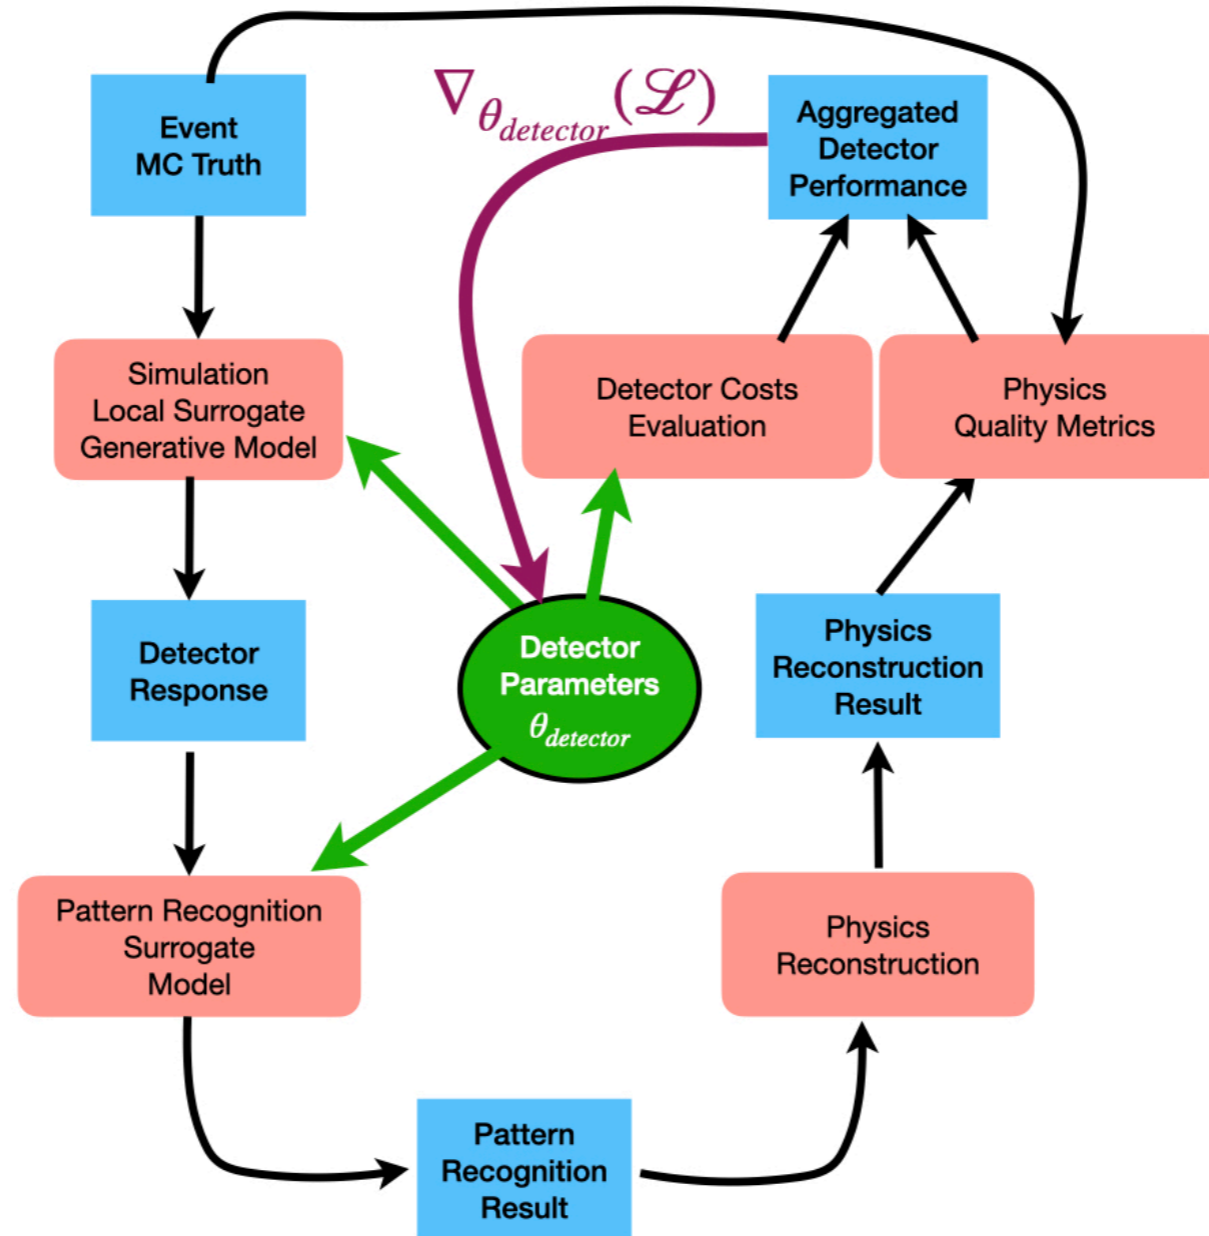 Event
MC Truth
∇θdetector(ℒ)
Aggregated
Detector
Performance
Simulation
Local Surrogate
Generative Model
Detector Costs
Evaluation
Physics
Quality Metrics
Detector
Response
Detector
Parameters
θdetector
Physics
Reconstruction
Result
Pattern Recognition
Surrogate
Model
Physics
Reconstruction
Pattern
Recognition
Result